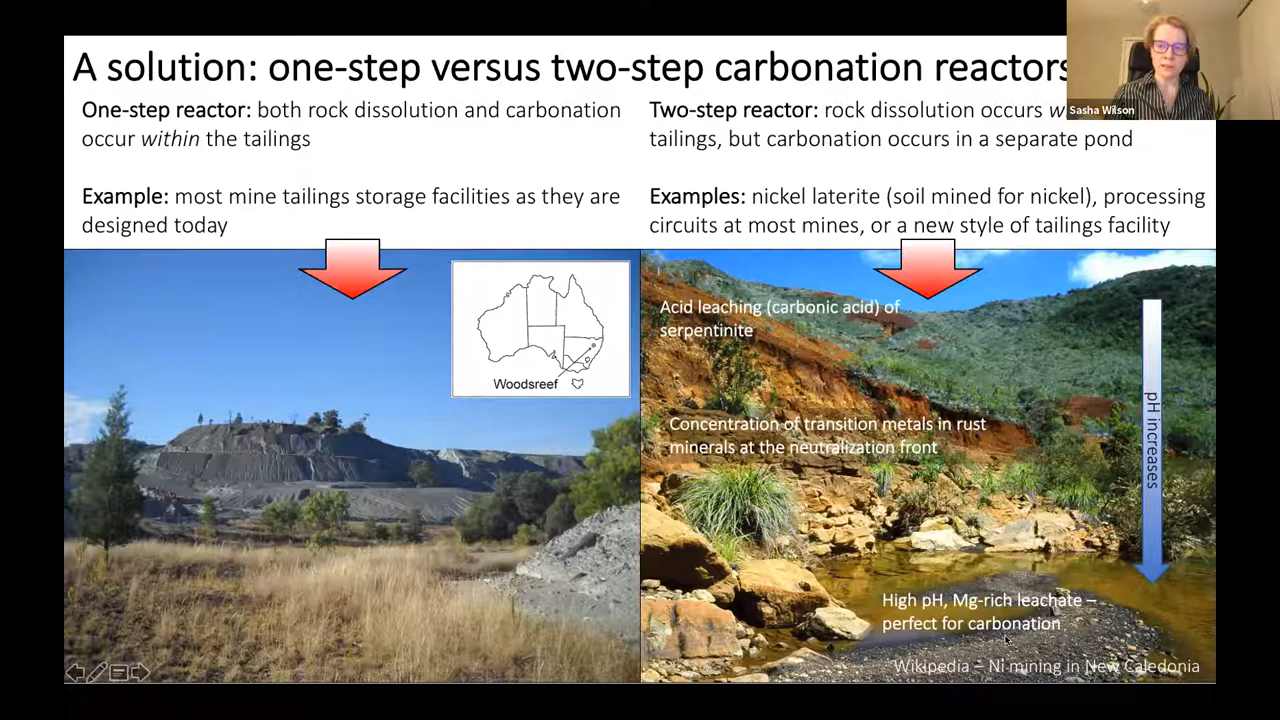 A solution: one-step versus two-step carbonation reactors
Sasha Wilson
One-step reactor: both rock dissolution and carbonation
occur within the tailings
Example: most mine tailings storage facilities as they are
designed today
Two-step reactor: rock dissolution occurs
tailings, but carbonation occurs in a separate pond
Examples: nickel laterite (soil mined for nickel), processing
circuits at most mines, or a new style of tailings facility
Woodsreef
Acid leaching (carbonic acid) of
serpentinite
Concentration of transition metals in rust
minerals at the neutralization front
pH increases
High pH, Mg-rich leachate –
perfect for carbonation
Wikipedia – Ni mining in New Caledonia